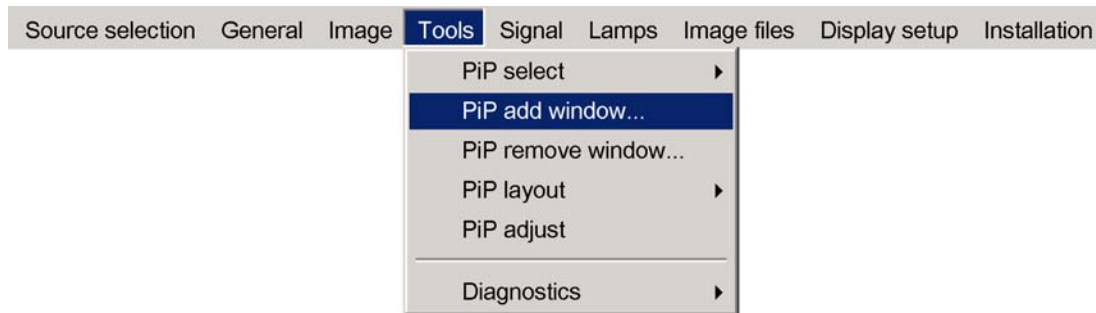 Source selection General Image Tools Signal Lamps Image files Display setup Installation
PiP select
PiP add window...
PiP remove window...
PiP layout
PiP adjust
Diagnostics